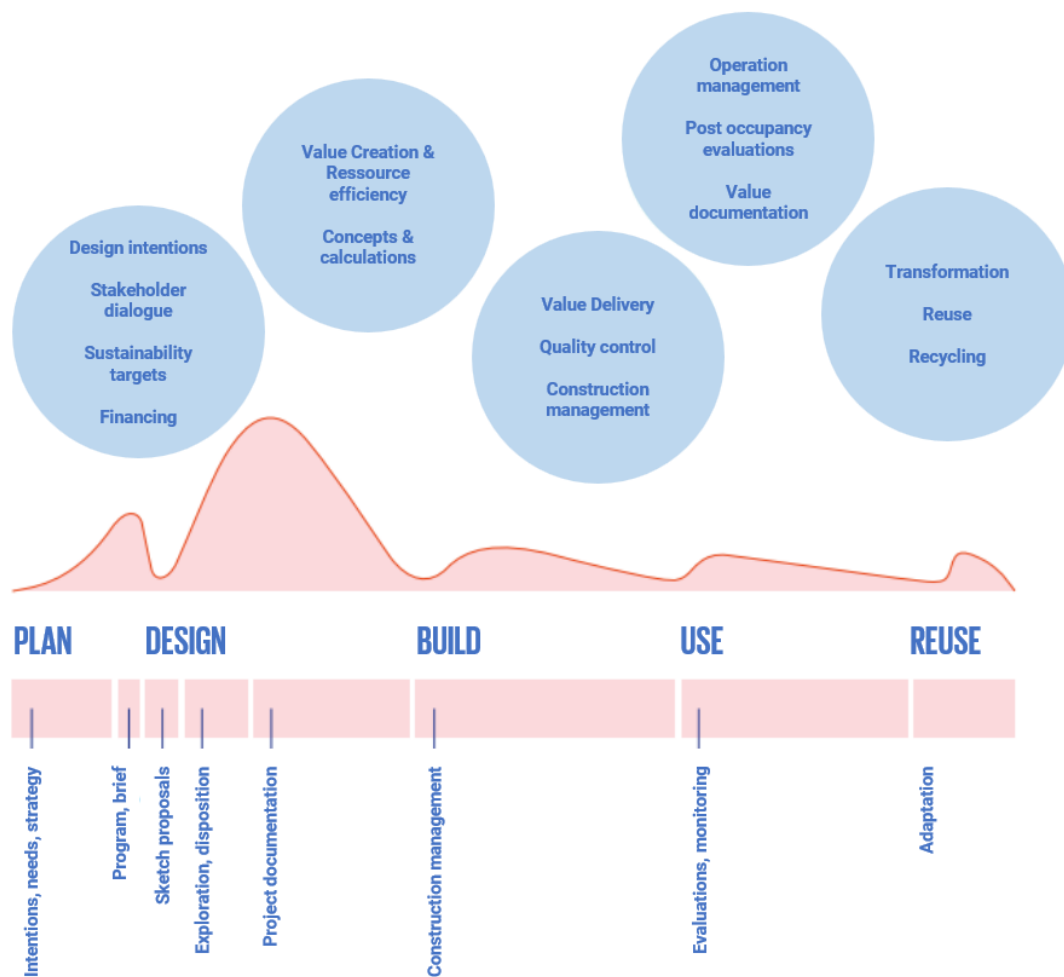 Design intentions
Stakeholder
dialogue
Sustainability
targets
Financing
Value Creation &
Ressource
efficiency
Concepts &
calculations
Value Delivery
Quality control
Construction
management
Operation
management
Post occupancy
evaluations
Value
documentation
Transformation
Reuse
Recycling
PLAN
DESIGN
BUILD
USE
REUSE
Intentions, needs, strategy
Program, brief
Sketch proposals
Exploration, disposition
Project documentation
Construction management
Evaluations, monitoring
Adaptation